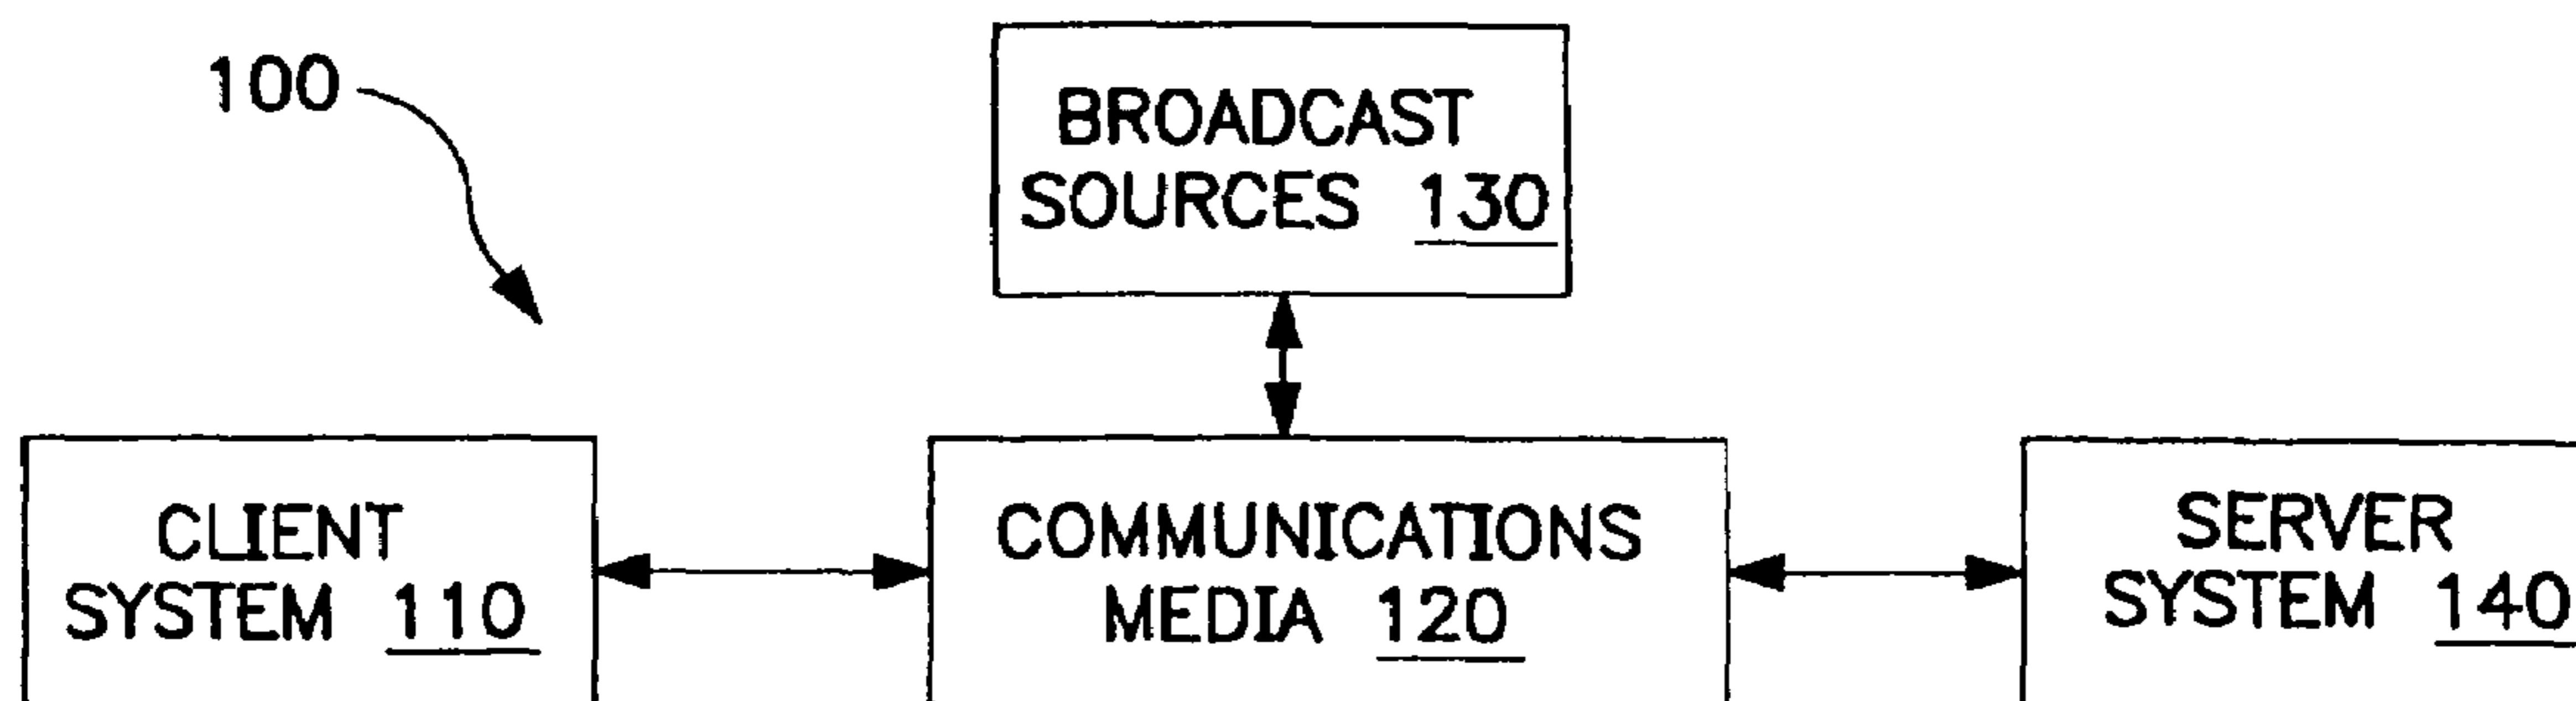 100
BROADCAST
SOURCES 130
CLIENT
SYSTEM 110
COMMUNICATIONS
MEDIA 120
SERVER
SYSTEM 140